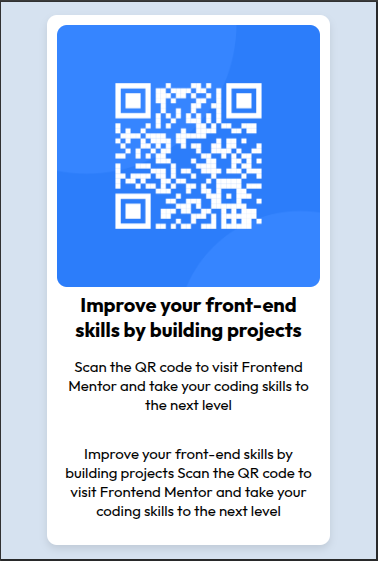 Improve your front-end
skills by building projects
Scan the QR code to visit Frontend
Mentor and take your coding skills to
the next level
Improve your front-end skills by
building projects Scan the QR code to
visit Frontend Mentor and take your
coding skills to the next level